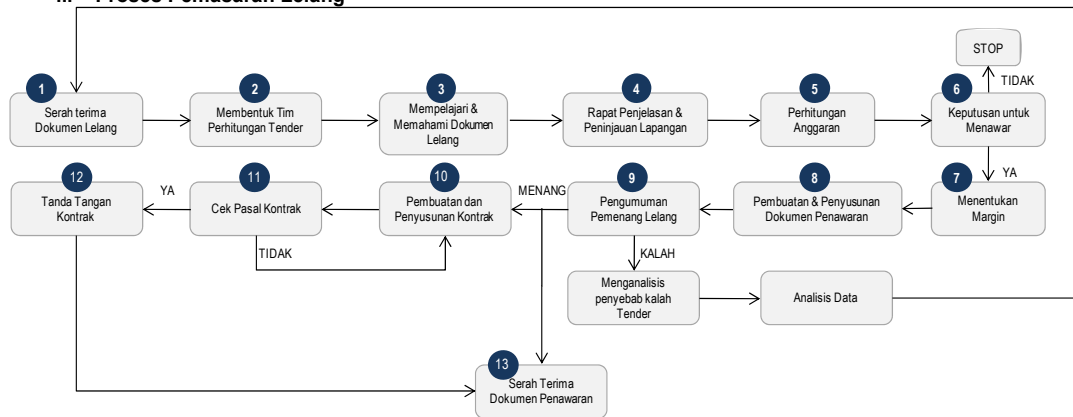 Proses Pemasaran Lelang
STOP
TIDAK
1
Serah terima
Dokumen Lelang
2
Membentuk Tim
Perhitungan Tender
3
Mempelajari &
Memahami Dokumen
Lelang
4
Rapat Penjelasan &
Peninjauan Lapangan
5
Perhitungan
Anggaran
6
Keputusan untuk
Menawar
YA
12
Tanda Tangan
Kontrak
YA
11
Cek Pasal Kontrak
TIDAK
10
Pembuatan dan
Penyusunan Kontrak
MENANG
9
Pengumuman
Pemenang Lelang
KALAH
8
Pembuatan & Penyusunan
Dokumen Penawaran
7
Menentukan
Margin
Menganalisis
penyebab kalah
Tender
Analisis Data
13
Serah Terima
Dokumen Penawaran